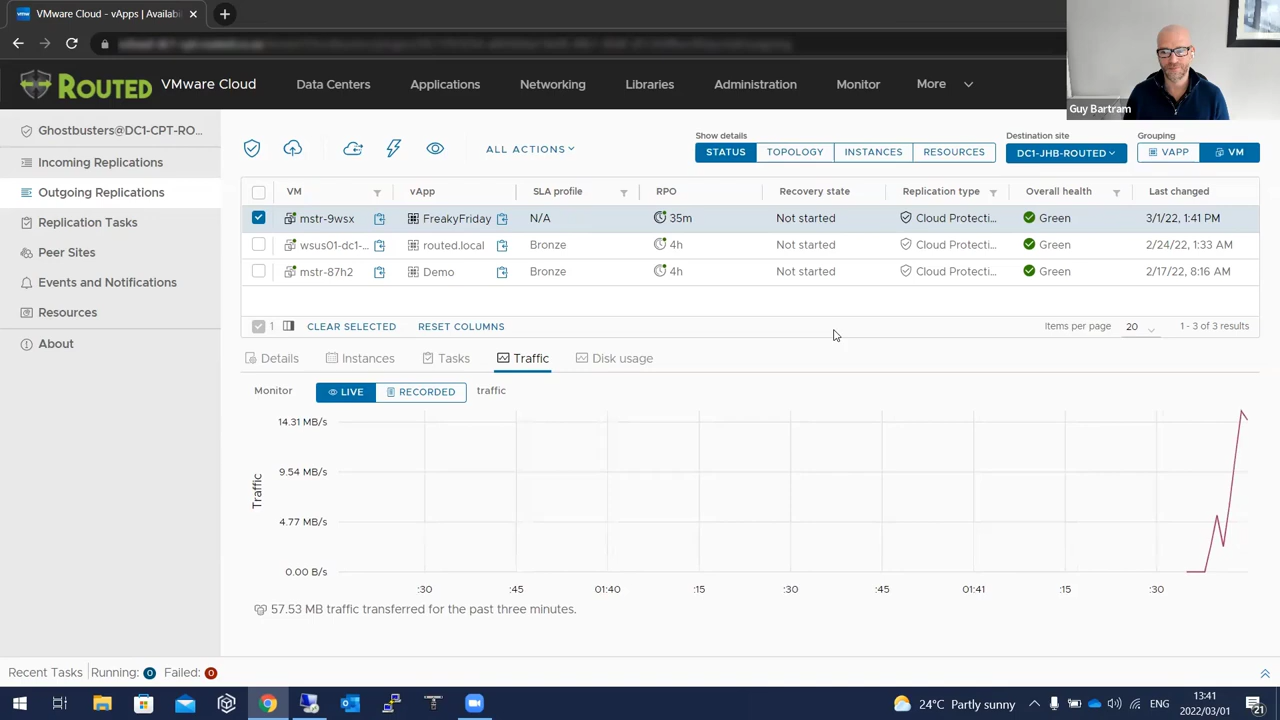 VMware Cloud - vApps | Availabl
ROUTED VMware Cloud Data Centers Applications Networking Libraries Administration Monitor More
Guy Bartram
Ghostbusters@DC1-CPT-RO...
Incoming Replications
Outgoing Replications
Replication Tasks
Peer Sites
Events and Notifications
Resources
About
ALL ACTIONS
Show details
STATUS TOPOLOGY INSTANCES RESOURCES
Destination site
DC1-JHB-ROUTED
Grouping
VAPP VM
VM vApp SLA profile RPO Recovery state Replication type Overall health Last changed
mstr-9wsx FreakyFriday N/A 35m Not started Cloud Protecti... Green 3/1/22, 1:41 PM
wsus01-dc1-... routed.local Bronze 4h Not started Cloud Protecti... Green 2/24/22, 1:33 AM
mstr-87h2 Demo Bronze 4h Not started Cloud Protecti... Green 2/17/22, 8:16 AM
1 CLEAR SELECTED RESET COLUMNS Items per page 20 1 - 3 of 3 results
Details Instances Tasks Traffic Disk usage
Monitor LIVE RECORDED traffic
Traffic
14.31 MB/s
9.54 MB/s
4.77 MB/s
0.00 B/s
:30 :45 01:40 :15 :30 :45 01:41 :15 :30
57.53 MB traffic transferred for the past three minutes.
Recent Tasks Running: 0 Failed: 0
24°C Partly sunny ENG 13:41
2022/03/01 21